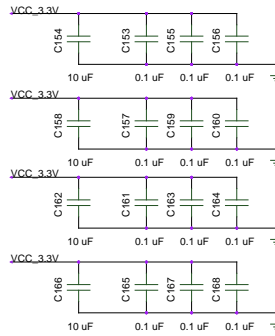 VCC_3.3V
C154 C153 C155 C156
10 uF 0.1 uF 0.1 uF 0.1 uF
VCC_3.3V
C158 C157 C159 C160
10 uF 0.1 uF 0.1 uF 0.1 uF
VCC_3.3V
C162 C161 C163 C164
10 uF 0.1 uF 0.1 uF 0.1 uF
VCC_3.3V
C166 C165 C167 C168
10 uF 0.1 uF 0.1 uF 0.1 uF